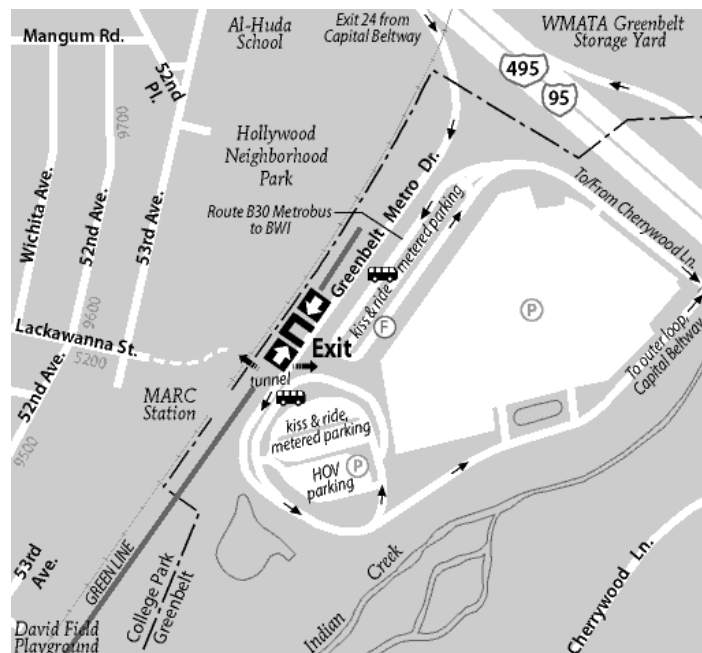 Mangum Rd.
Al-Huda
School
Exit 24 from
Capital Beltway
WMATA Greenbelt
Storage Yard
495
95
52nd
Pl.
9700
Hollywood
Neighborhood
Park
Wichita Ave.
52nd Ave.
53rd Ave.
Route B30 Metrobus
to BWI
Greenbelt Metro Dr.
kiss & ride
metered parking
To/From Cherrywood Ln.
F
P
9600
Lackawanna St.
5200
Exit
tunnel
To outer loop,
Capital Beltway
52nd Ave.
9500
MARC
Station
kiss & ride,
metered parking
P
HOV
parking
53rd
Ave.
GREEN LINE
College Park
Greenbelt
Indian Creek
Cherrywood Ln.
David Field
Playground